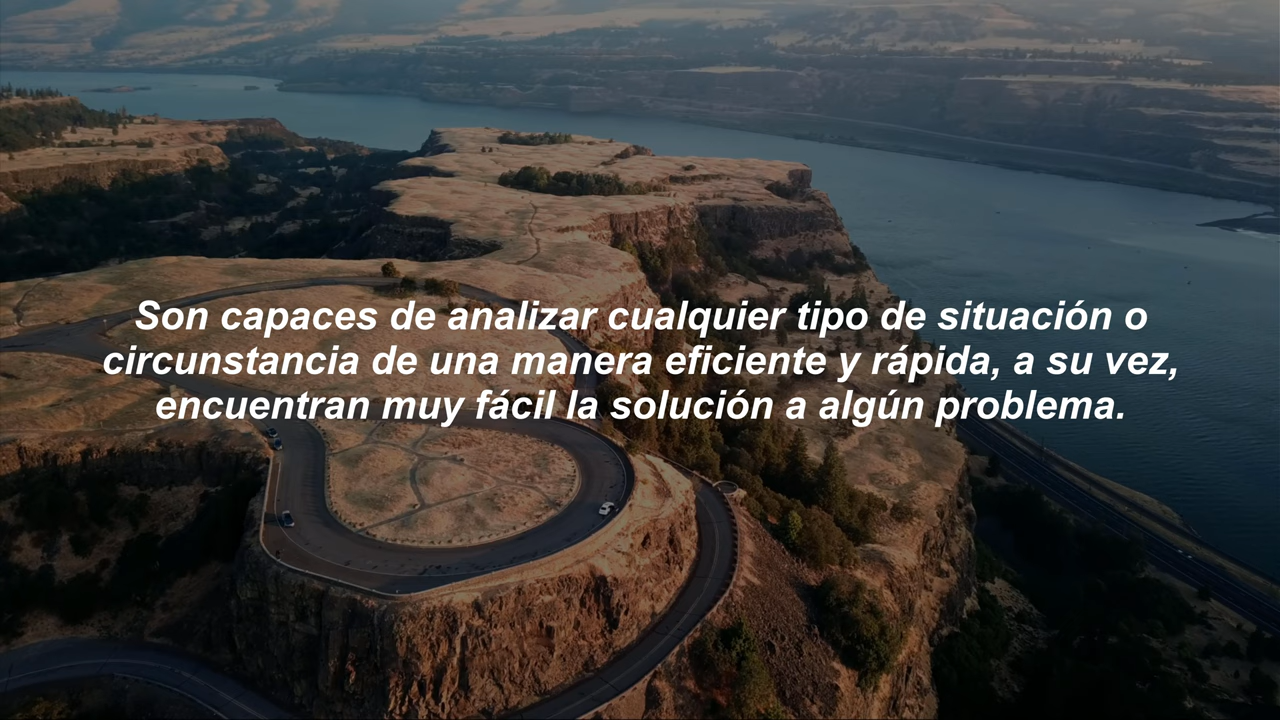 Son capaces de analizar cualquier tipo de situación o
circunstancia de una manera eficiente y rápida, a su vez,
encuentran muy fácil la solución a algún problema.